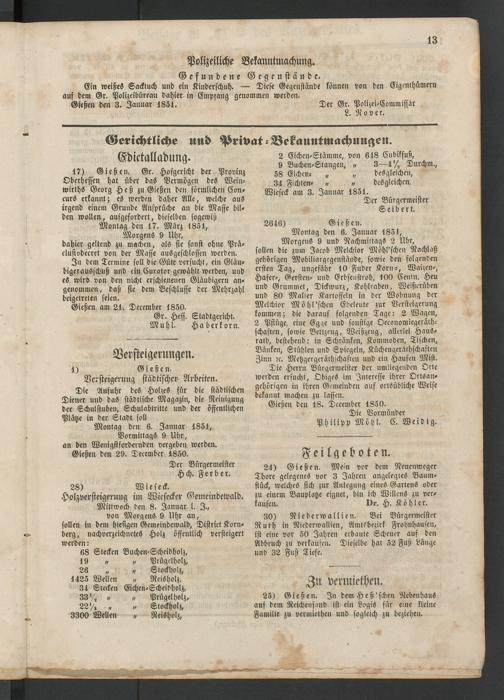 13
Polizeiliche Bekanntmachung.
Gefundene Gegenstände.
Ein weißes Sacktuch und ein Kinderschuh. — Diese Gegenstände können von den Eigenthümern
auf dem Gr. Polizeibüreau dahier in Empfang genommen werden.
Gießen den 3. Januar 1851. Der Gr. Polizei-Commissär
L. Nover.
Gerichtliche und Privat-Bekanntmachungen.
Edictalladung.
17) Gießen. Gr. Hofgericht der Provinz
Oberhessen hat über das Vermögen des Wein-
wirths Georg Heß zu Gießen den förmlichen Con-
curs erkannt; es werden daher Alle, welche aus
irgend einem Grunde Ansprüche an die Masse bil-
den wollen, aufgefordert, dieselben sogewiß
Montag den 17. März 1851,
Morgens 9 Uhr,
dahier geltend zu machen, als sie sonst ohne Prä-
clusivdecret von der Masse ausgeschlossen werden.
In dem Termine soll die Güte versucht, ein Gläu-
bigerausschuß und ein Curator gewählt werden, und
es wird von den nicht erschienenen Gläubigern an-
genommen, daß sie dem Beschlusse der Mehrzahl
beigetreten seien.
Gießen am 21. December 1850.
Gr. Hess. Stadtgericht.
Muhl. Haberkorn.
Versteigerungen.
1) Gießen.
Versteigerung städtischer Arbeiten.
Die Anfuhr des Holzes für die städtischen
Diener und das städtische Magazin, die Reinigung
der Schulstuben, Schulabtritte und der öffentlichen
Plätze in der Stadt soll
Montag den 6. Januar 1851,
Vormittags 9 Uhr,
an den Wenigstfordernden vergeben werden.
Gießen den 29. December 1850.
Der Bürgermeister
Hch. Ferber.
28) Wieseck.
Holzversteigerung im Wiesecker Gemeindewald.
Mittwoch den 8. Januar l. J.,
von Morgens 9 Uhr an,
sollen in dem hiesigen Gemeindewald, District Korn-
berg, nachverzeichnetes Holz öffentlich versteigert
werden:
68 Stecken Buchen-Scheidholz,
19 „ „ Prügelholz,
26 „ „ Stockholz,
1425 Wellen „ Reisholz,
34 Stecken Eichen-Scheidholz,
33¼ „ „ Prügelholz,
22¼ „ „ Stockholz,
3300 Wellen „ Reisholz,
2 Eichen-Stämme, von 648 Cubikfuß,
9 Buchen-Stangen, „ 3—4½ Durchm.,
58 Eichen- „ „ desgleichen,
34 Fichten- „ „ desgleichen.
Wieseck am 3. Januar 1851.
Der Bürgermeister
Seibert.
2646) Gießen.
Montag den 6. Januar 1851,
Morgens 9 und Nachmittags 2 Uhr,
sollen die zum Jacob Melchior Möhl'schen Nachlaß
gehörigen Mobiliargegenstände, sowie den folgenden
ersten Tag, ungefähr 10 Fuder Korn-, Waizen-,
Hafer-, Gersten- und Erbsenstroh, 100 Centn. Heu
und Grummet, Dickwurz, Kohlraben, Weißerüben
und 80 Malter Kartoffeln in der Wohnung der
Melchior Möhl'schen Eheleute zur Versteigerung
kommen; die darauf folgenden Tage: 2 Wagen,
2 Pflüge, eine Egge und sonstige Oeconomiegeräth-
schaften, sowie Bettzeug, Weißzeug, allerlei Haus-
rath, bestehend: in Schränken, Kommoden, Tischen,
Bänken, Stühlen und Spiegeln, Küchengeräthschaften
Zinn ꝛc. Metzgergeräthschaften und ein Haufen Mist.
Die Herrn Bürgermeister der umliegenden Orte
werden ersucht, Obiges im Interesse ihrer Ortsan-
gehörigen in ihren Gemeinden auf ortsübliche Weise
bekannt machen zu lassen.
Gießen den 18. December 1850.
Die Vormünder
Philipp Möhl. C. Weidig.
Feilgeboten.
24) Gießen. Mein vor dem Neuenweger
Thore gelegenes vor 3 Jahren angelegtes Baum-
stück, welches sich zur Anlegung eines Gartens oder
zu einem Bauplatz eignet, bin ich Willens zu ver-
kaufen. Dr. H. Köhler.
30) Niederwallien. Bei Bürgermeister
Ruth in Niederwallien, Amtsbezirk Frohnhausen,
ist eine vor 50 Jahren erbaute Scheuer auf den
Abbruch zu verkaufen. Dieselbe hat 52 Fuß Länge
und 32 Fuß Tiefe.
Zu vermiethen.
25) Gießen. In dem Heß'schen Nebenhaus
auf dem Reichensand ist ein Logis für eine kleine
Familie zu vermiethen und sogleich zu beziehen.